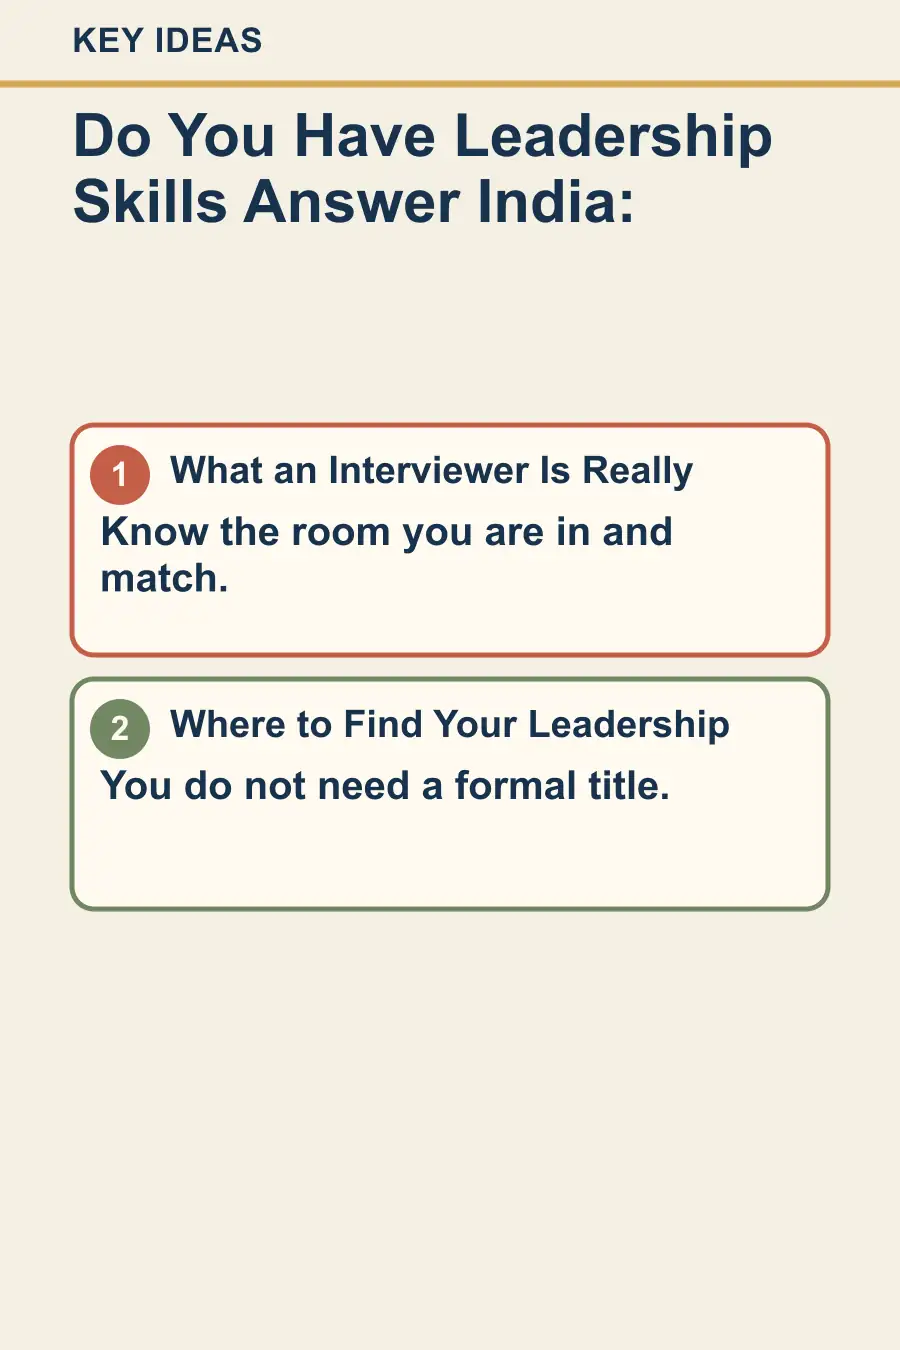 KEY IDEAS
Do You Have Leadership
Skills Answer India:
1 What an Interviewer Is Really
Know the room you are in and
match.
2 Where to Find Your Leadership
You do not need a formal title.